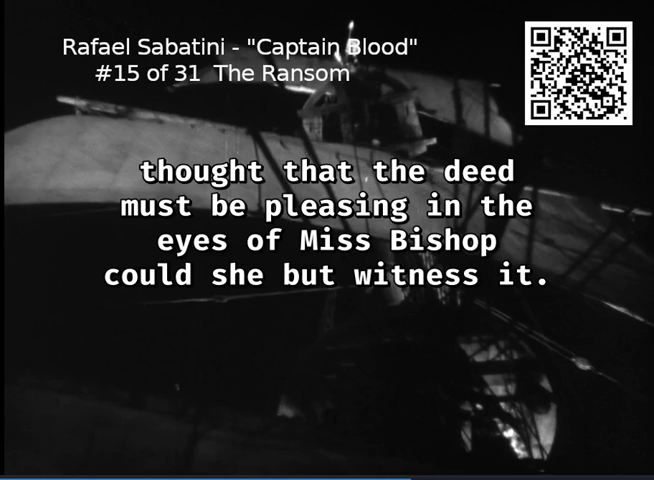 Rafael Sabatini - "Captain Blood"
#15 of 31  The Ransom
thought that the deed
must be pleasing in the
eyes of Miss Bishop
could she but witness it.